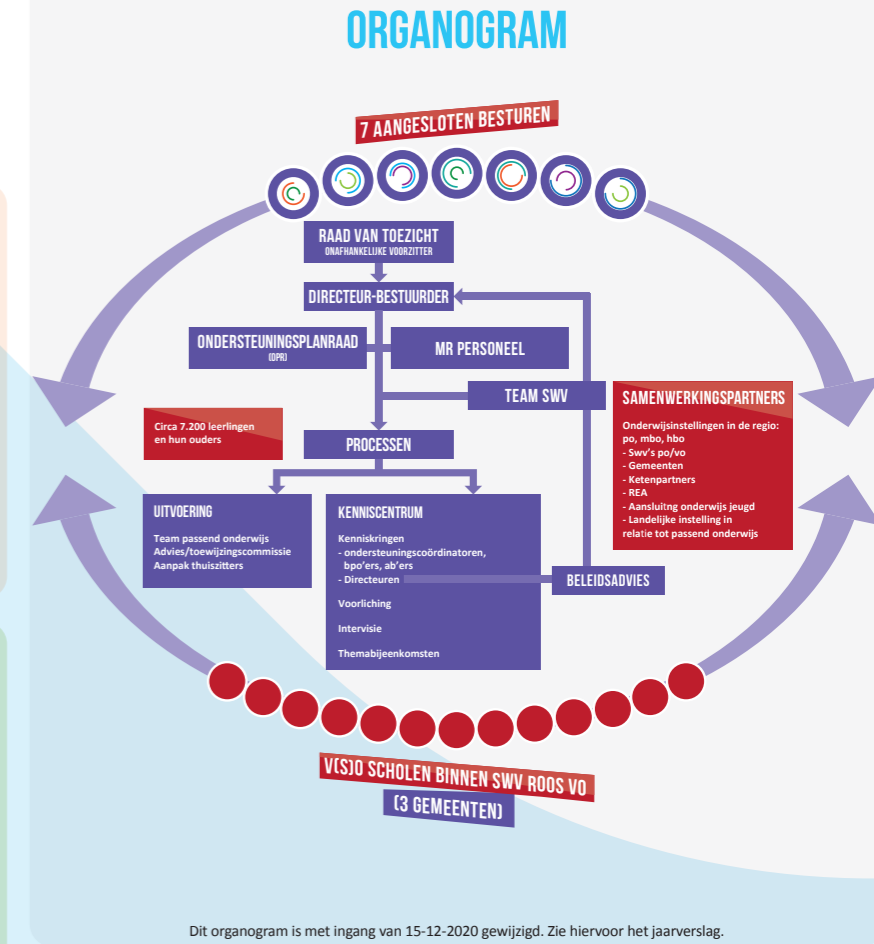 ORGANOGRAM
7 AANGESLOTEN BESTUREN
RAAD VAN TOEZICHT
ONAFHANKELIJKE VOORZITTER
DIRECTEUR-BESTUURDER
ONDERSTEUNINGSPLANRAAD
(OPR)
MR PERSONEEL
TEAM SWV
SAMENWERKINGSPARTNERS
Onderwijsinstellingen in de regio:
po, mbo, hbo
- Swv's po/vo
- Gemeenten
- Ketenpartners
- REA
- Aansluitng onderwijs jeugd
- Landelijke instelling in
relatie tot passend onderwijs
Circa 7.200 leerlingen
en hun ouders
PROCESSEN
UITVOERING
Team passend onderwijs
Advies/toewijzingscommissie
Aanpak thuiszitters
KENNISCENTRUM
Kenniskringen
- ondersteuningscoördinatoren,
bpo'ers, ab'ers
- Directeuren
Voorliching
Intervisie
Themabijeenkomsten
BELEIDSADVIES
V(S)O SCHOLEN BINNEN SWV ROOS VO
(3 GEMEENTEN)
Dit organogram is met ingang van 15-12-2020 gewijzigd. Zie hiervoor het jaarverslag.